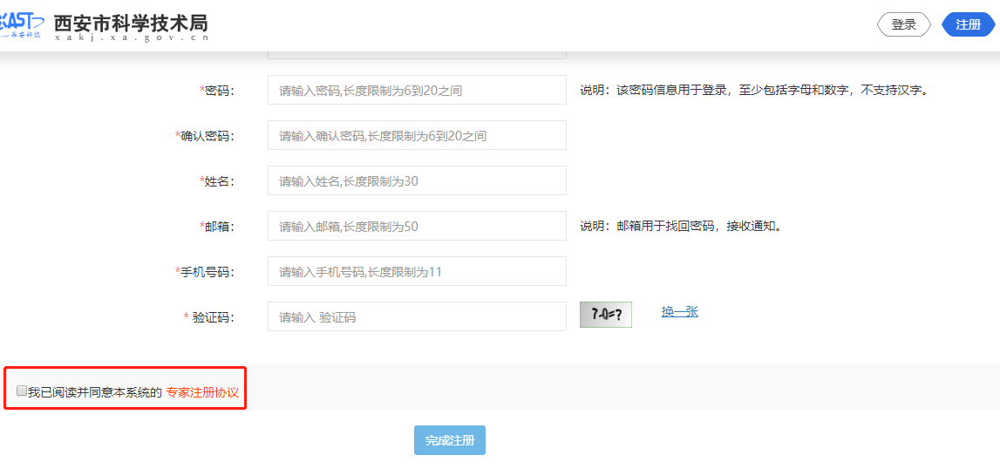 KAST
西安科技
西安市科学技术局
xakj.xa.gov.cn
登录
注册
*密码：
请输入密码,长度限制为6到20之间
说明：该密码信息用于登录，至少包括字母和数字，不支持汉字。
*确认密码：
请输入确认密码,长度限制为6到20之间
*姓名：
请输入姓名,长度限制为30
*邮箱：
请输入邮箱,长度限制为50
说明：邮箱用于找回密码，接收通知。
*手机号码：
请输入手机号码,长度限制为11
* 验证码：
请输入 验证码
7-0=?
换一张
我已阅读并同意本系统的 专家注册协议
完成注册